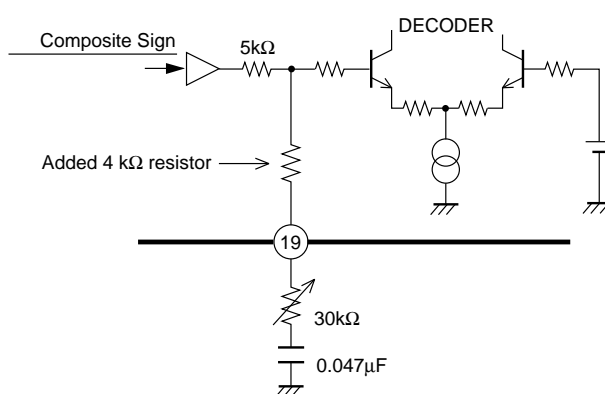 DECODER
Composite Sign
5kΩ
Added 4 kΩ resistor
19
30kΩ
0.047µF